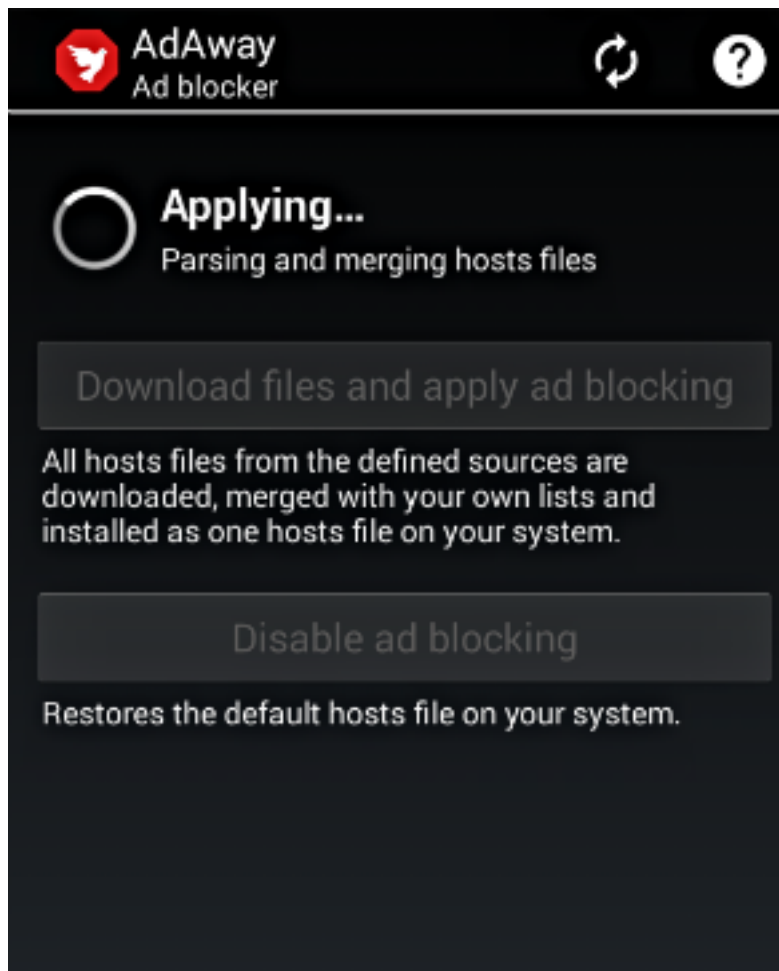 AdAway
Ad blocker
?
Applying...
Parsing and merging hosts files
Download files and apply ad blocking
All hosts files from the defined sources are
downloaded, merged with your own lists and
installed as one hosts file on your system.
Disable ad blocking
Restores the default hosts file on your system.